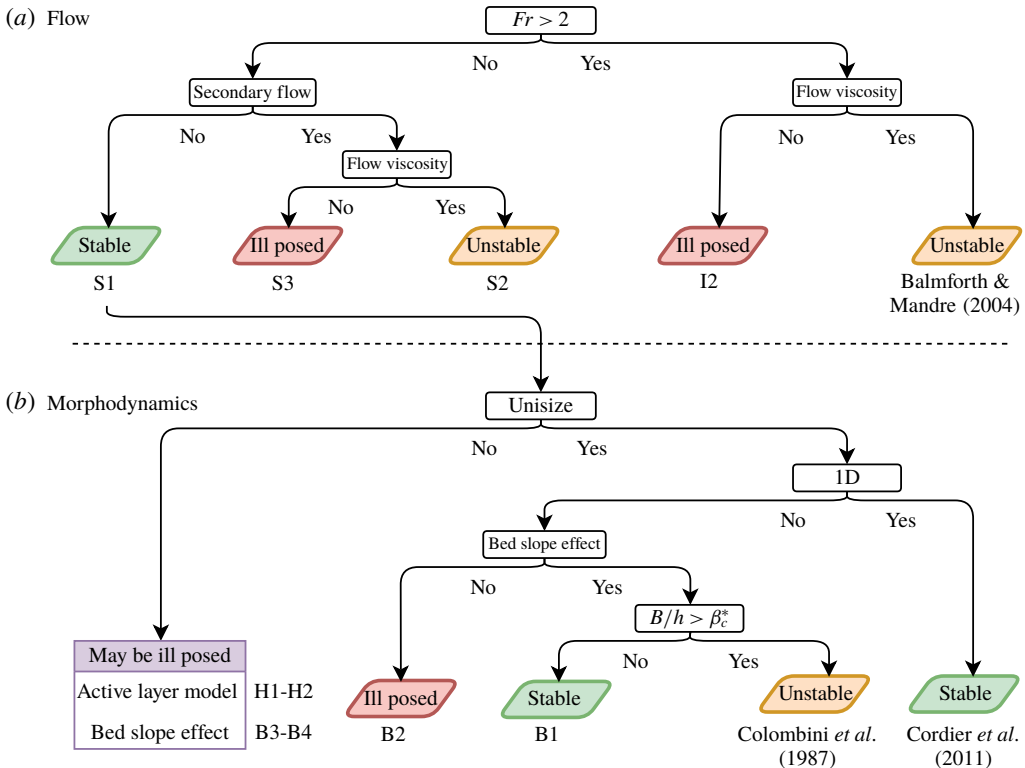 (a) Flow
Fr > 2
No Yes
Secondary flow
Flow viscosity
No Yes
No Yes
Flow viscosity
No Yes
Stable
Ill posed
Unstable
Ill posed
Unstable
S1
S3
S2
I2
Balmforth &
Mandre (2004)
(b) Morphodynamics
Unisize
No Yes
1D
No Yes
Bed slope effect
No Yes
B/h > β*c
No Yes
May be ill posed
Active layer model H1-H2
Bed slope effect B3-B4
Ill posed
Stable
Unstable
Stable
B2
B1
Colombini et al.
(1987)
Cordier et al.
(2011)